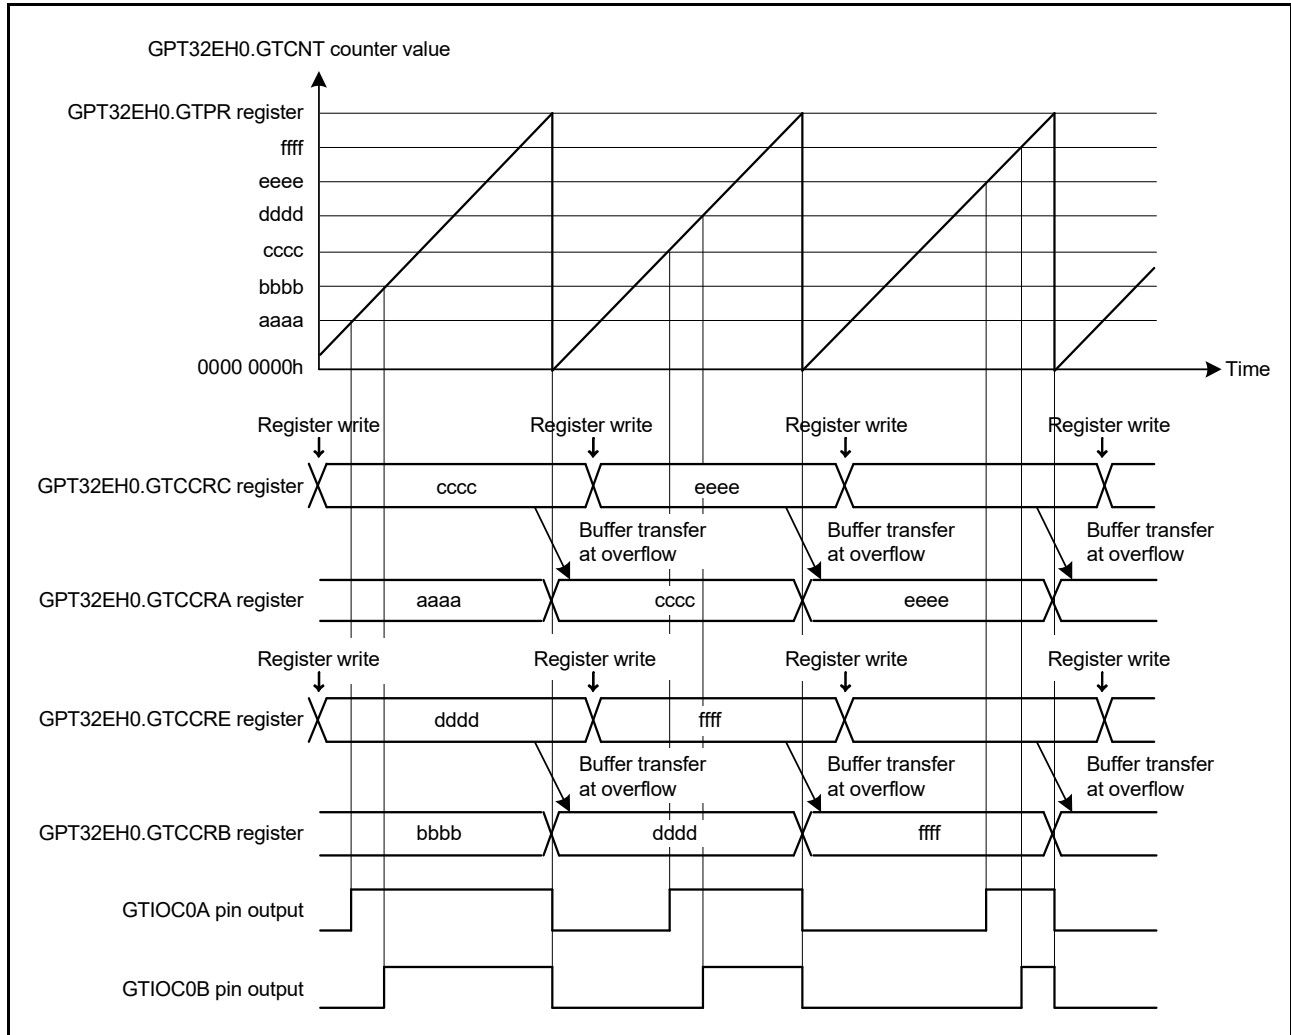 GPT32EH0.GTCNT counter value
GPT32EH0.GTPR register
ffff
eeee
dddd
cccc
bbbb
aaaa
0000 0000h
Time
Register write Register write Register write Register write
GPT32EH0.GTCCRC register cccc eeee
Buffer transfer Buffer transfer Buffer transfer
at overflow at overflow at overflow
GPT32EH0.GTCCRA register aaaa cccc eeee
Register write Register write Register write Register write
GPT32EH0.GTCCRE register dddd ffff
Buffer transfer Buffer transfer Buffer transfer
at overflow at overflow at overflow
GPT32EH0.GTCCRB register bbbb dddd ffff
GTIOC0A pin output
GTIOC0B pin output